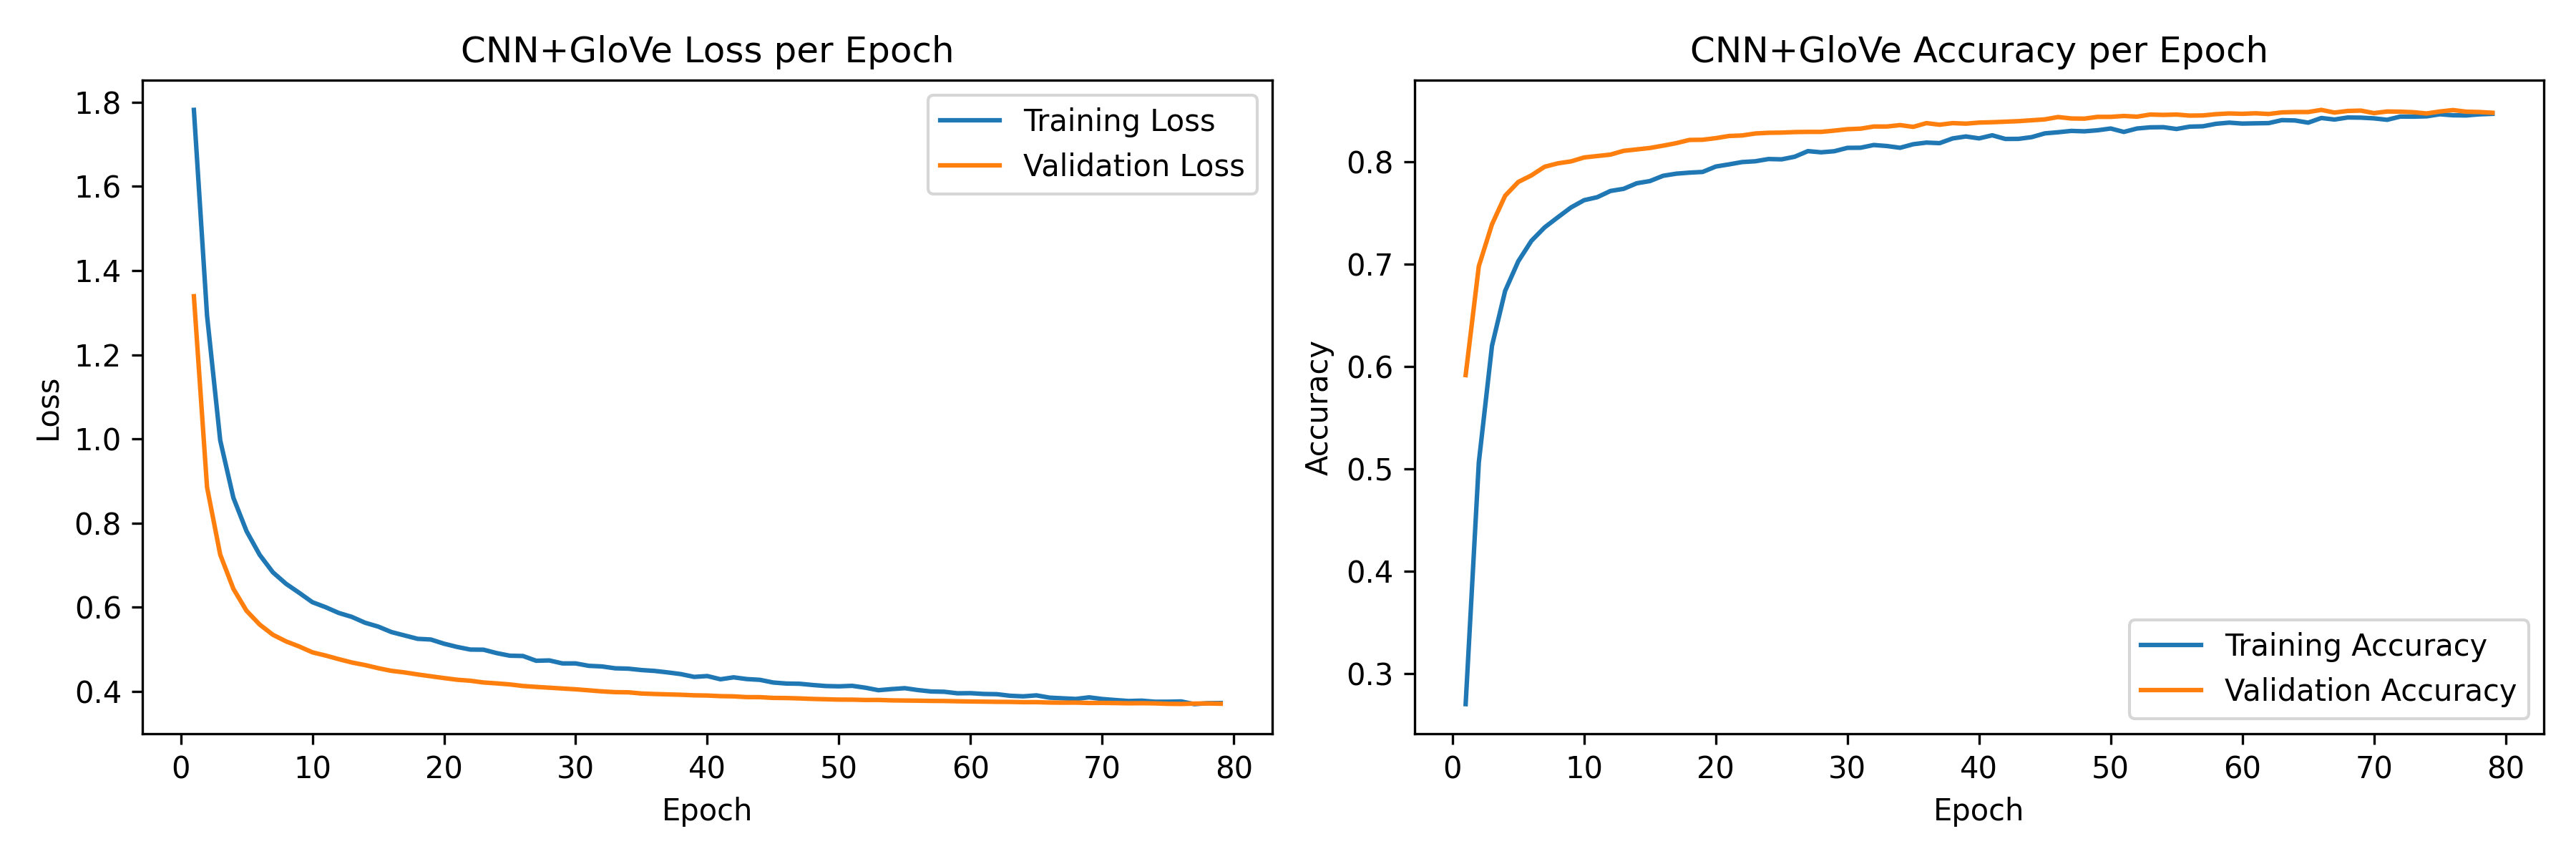 CNN+GloVe Loss per Epoch
1.8
1.6
1.4
1.2
1.0
0.8
0.6
0.4
Loss
0 10 20 30 40 50 60 70 80
Epoch
Training Loss
Validation Loss
CNN+GloVe Accuracy per Epoch
0.8
0.7
0.6
0.5
0.4
0.3
Accuracy
0 10 20 30 40 50 60 70 80
Epoch
Training Accuracy
Validation Accuracy